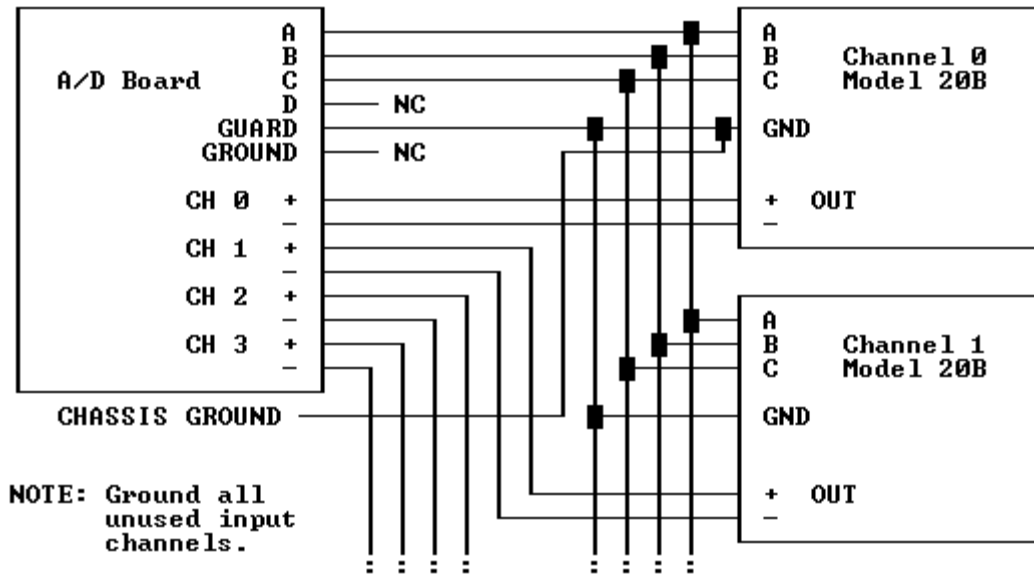 A/D Board
A
B
C
D NC
GUARD
GROUND NC
CH 0 +
−
CH 1 +
−
CH 2 +
−
CH 3 +
−
CHASSIS GROUND
NOTE: Ground all
unused input
channels.
A
B Channel 0
C Model 20B
GND
+ OUT
−
A
B Channel 1
C Model 20B
GND
+ OUT
−